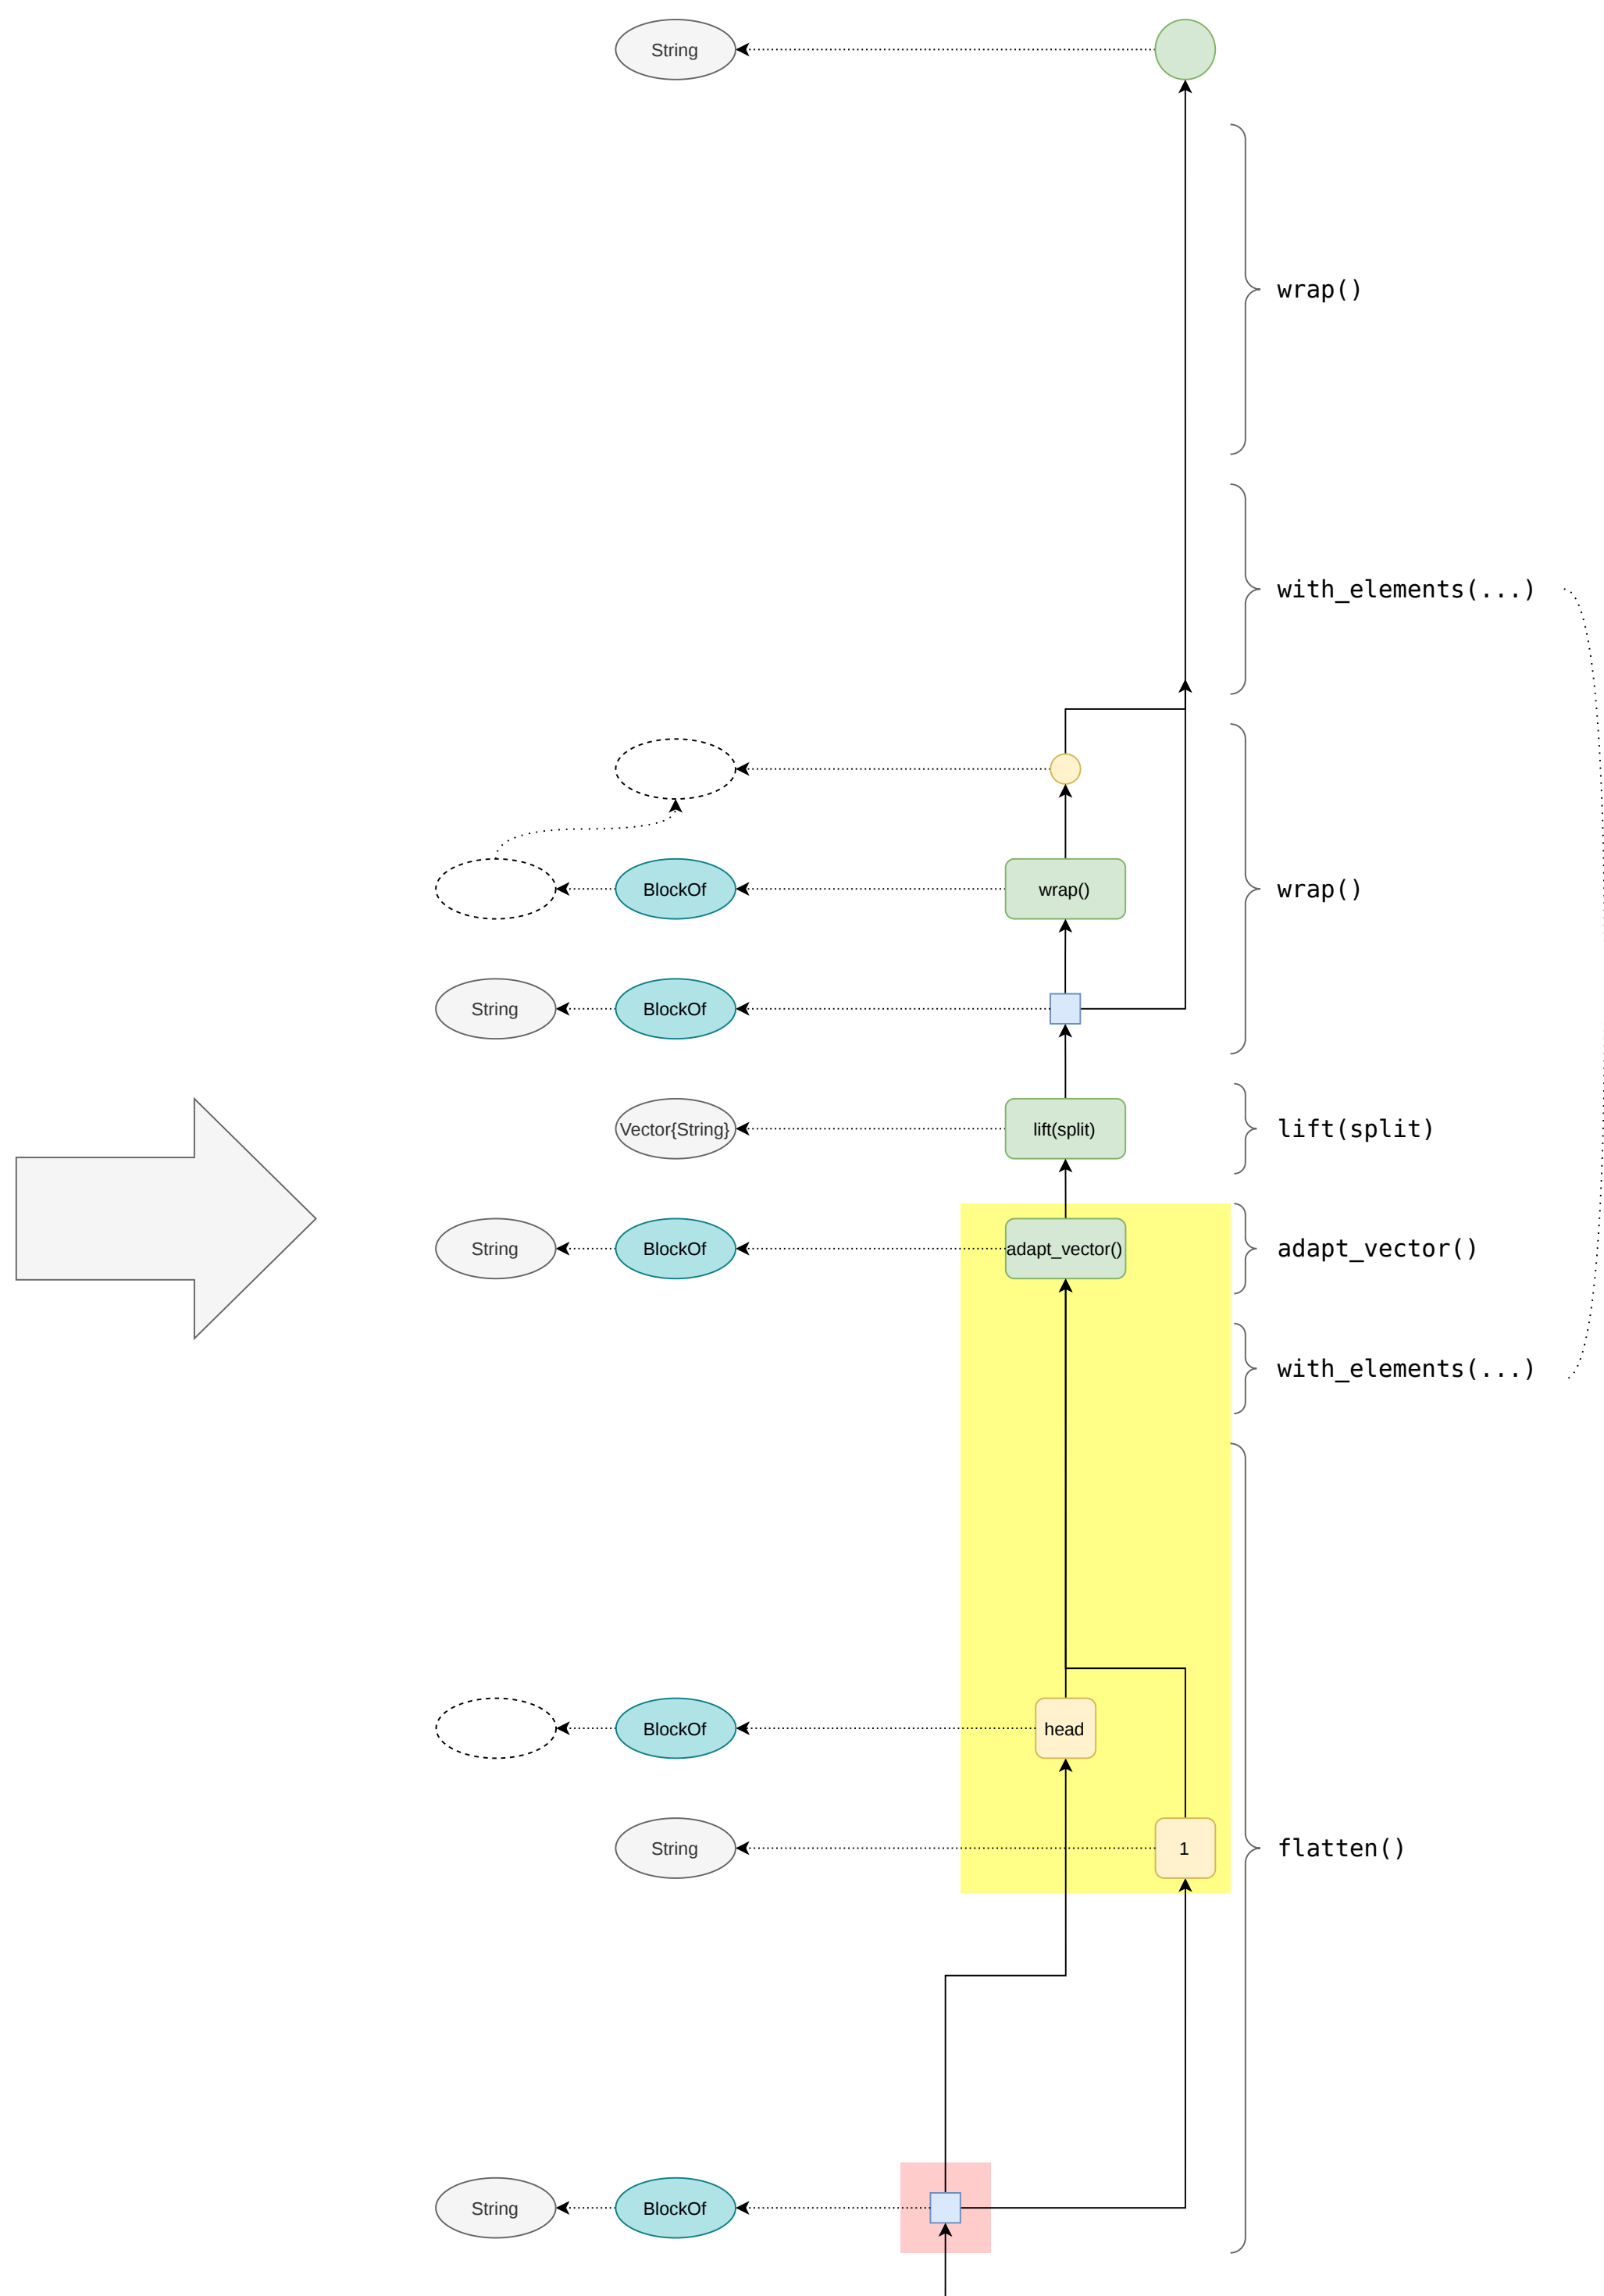 String
wrap()
with_elements(...)
BlockOf
wrap()
wrap()
String
BlockOf
Vector{String}
lift(split)
lift(split)
String
BlockOf
adapt_vector()
adapt_vector()
with_elements(...)
BlockOf
head
String
1
flatten()
String
BlockOf